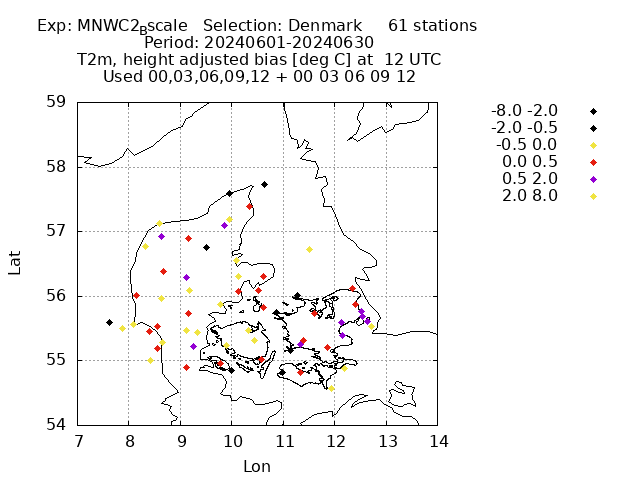 Exp: MNWC2Bscale   Selection: Denmark     61 stations
Period: 20240601-20240630
T2m, height adjusted bias [deg C] at  12 UTC
Used 00,03,06,09,12 + 00 03 06 09 12
-8.0 -2.0
-2.0 -0.5
-0.5 0.0
0.0 0.5
0.5 2.0
2.0 8.0
59
58
57
56
55
54
Lat
7 8 9 10 11 12 13 14
Lon